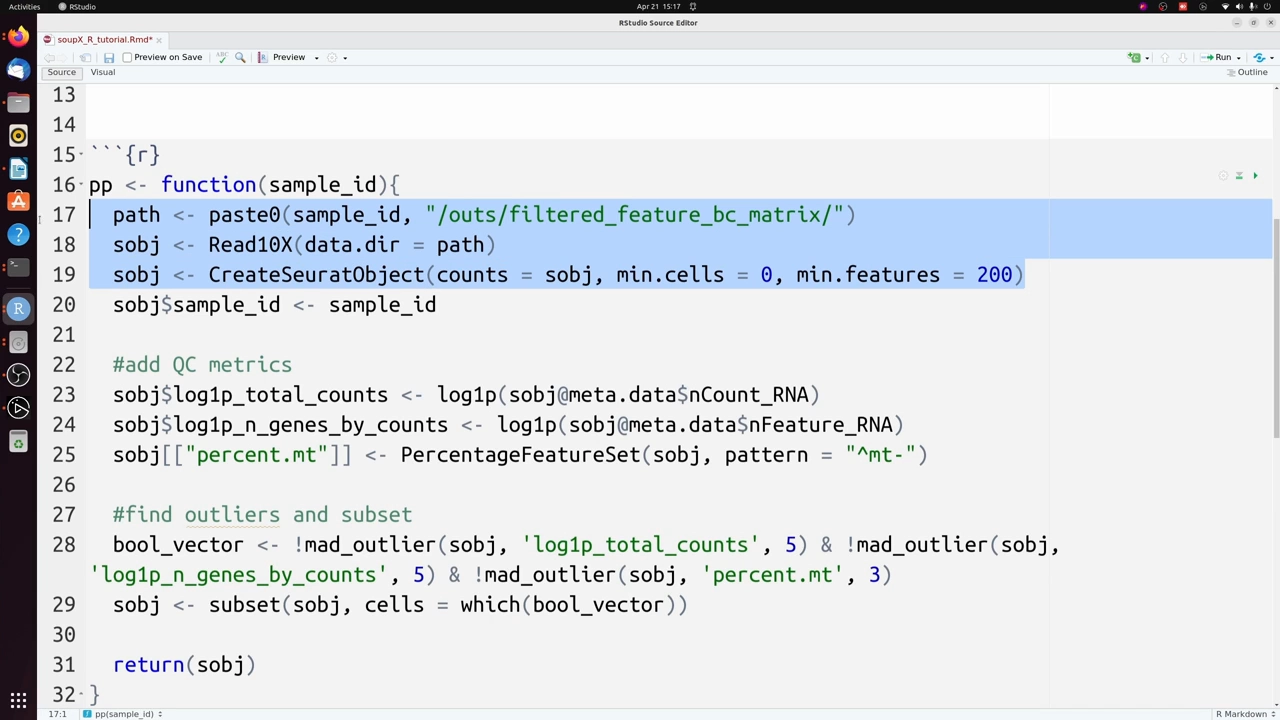 Activities RStudio Apr 21 15:17
RStudio Source Editor
soupX_R_tutorial.Rmd*
Preview on Save ABC Preview Run
Source Visual Outline
13
14
15 ```{r}
16 pp <- function(sample_id){
17 path <- paste0(sample_id, "/outs/filtered_feature_bc_matrix/")
18 sobj <- Read10X(data.dir = path)
19 sobj <- CreateSeuratObject(counts = sobj, min.cells = 0, min.features = 200)
20 sobj$sample_id <- sample_id
21
22 #add QC metrics
23 sobj$log1p_total_counts <- log1p(sobj@meta.data$nCount_RNA)
24 sobj$log1p_n_genes_by_counts <- log1p(sobj@meta.data$nFeature_RNA)
25 sobj[["percent.mt"]] <- PercentageFeatureSet(sobj, pattern = "^mt-")
26
27 #find outliers and subset
28 bool_vector <- !mad_outlier(sobj, 'log1p_total_counts', 5) & !mad_outlier(sobj,
'log1p_n_genes_by_counts', 5) & !mad_outlier(sobj, 'percent.mt', 3)
29 sobj <- subset(sobj, cells = which(bool_vector))
30
31 return(sobj)
32 }
17:1 pp(sample_id) R Markdown